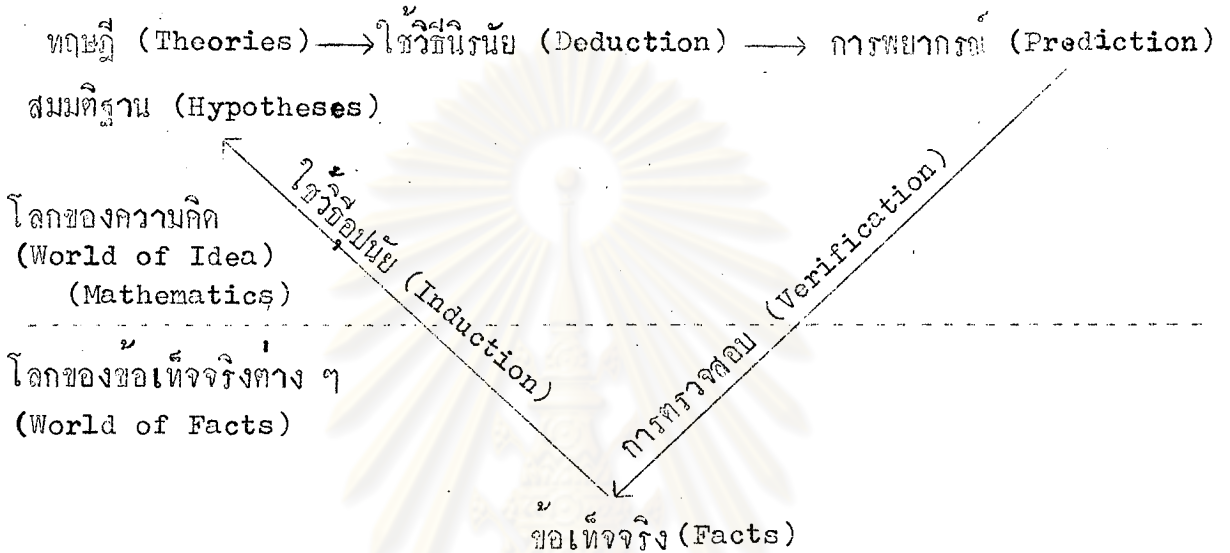 ทฤษฎี (Theories) → ใช้วิธีนิรนัย (Deduction) → การพยากรณ์ (Prediction)
สมมติฐาน (Hypotheses)
ใช้วิธีอุปนัย (Induction)
การตรวจสอบ (Verification)
โลกของความคิด
(World of Idea)
(Mathematics)
โลกของข้อเท็จจริงต่าง ๆ
(World of Facts)
ข้อเท็จจริง (Facts)